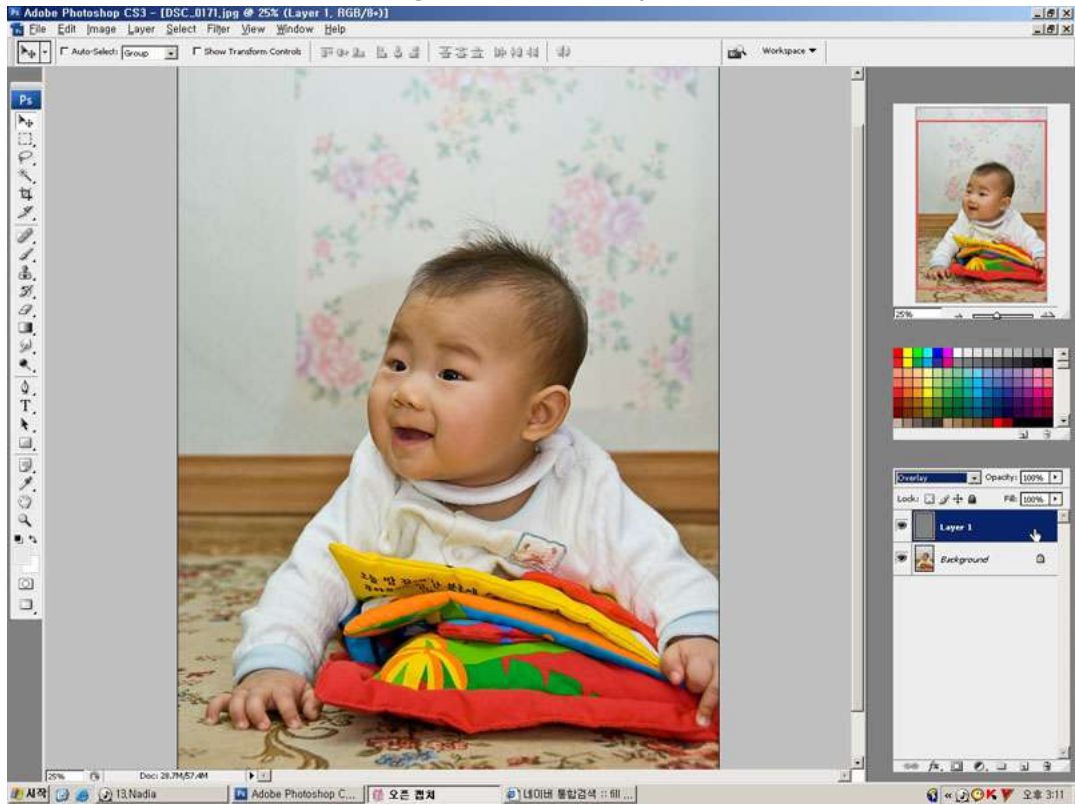 Adobe Photoshop CS3 - [DSC_0171.jpg @ 25% (Layer 1, RGB/8*)]
File Edit Image Layer Select Filter View Window Help
Auto-Select: Group Show Transform Controls Workspace
Ps
25%
Overlay Opacity: 100%
Lock: Fill: 100%
Layer 1
Background
T
25% Doc: 28.7M/57.4M
시작 13,Nadia Adobe Photoshop C... 오픈 캡처 네이버 통합검색 :: fill ... 오후 3:11